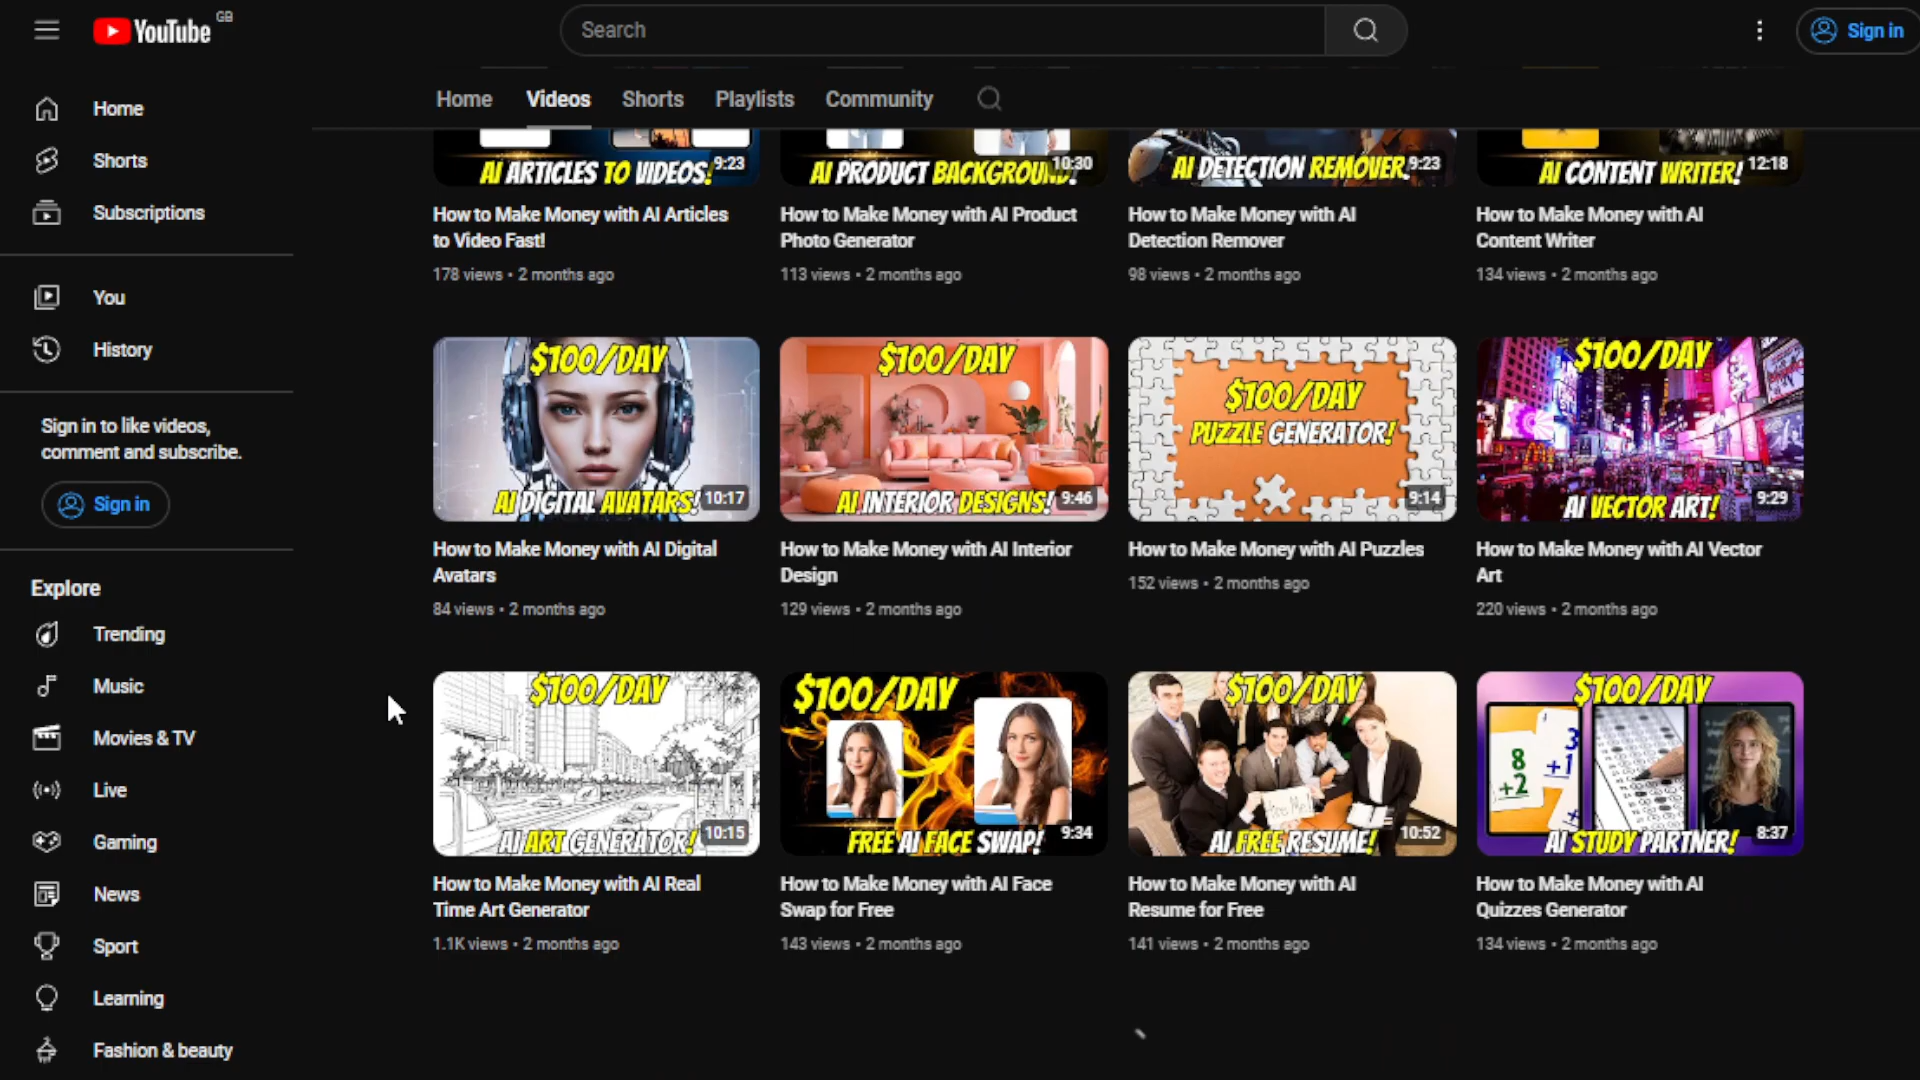 YouTube GB
Search
Sign in
Home
Shorts
Subscriptions
You
History
Sign in to like videos,
comment and subscribe.
Sign in
Explore
Trending
Music
Movies & TV
Live
Gaming
News
Sport
Learning
Fashion & beauty
Home Videos Shorts Playlists Community
AI ARTICLES TO VIDEOS!
9:23
How to Make Money with AI Articles
to Video Fast!
178 views • 2 months ago
AI PRODUCT BACKGROUND!
10:30
How to Make Money with AI Product
Photo Generator
113 views • 2 months ago
AI DETECTION REMOVER!
9:23
How to Make Money with AI
Detection Remover
98 views • 2 months ago
AI CONTENT WRITER!
12:18
How to Make Money with AI
Content Writer
134 views • 2 months ago
$100/DAY
AI DIGITAL AVATARS!
10:17
How to Make Money with AI Digital
Avatars
84 views • 2 months ago
$100/DAY
AI INTERIOR DESIGNS!
9:46
How to Make Money with AI Interior
Design
129 views • 2 months ago
$100/DAY
PUZZLE GENERATOR!
9:14
How to Make Money with AI Puzzles
152 views • 2 months ago
$100/DAY
AI VECTOR ART!
9:29
How to Make Money with AI Vector
Art
220 views • 2 months ago
$100/DAY
AI ART GENERATOR!
10:15
How to Make Money with AI Real
Time Art Generator
1.1K views • 2 months ago
$100/DAY
FREE AI FACE SWAP!
9:34
How to Make Money with AI Face
Swap for Free
143 views • 2 months ago
$100/DAY
Hire Me!
AI FREE RESUME!
10:52
How to Make Money with AI
Resume for Free
141 views • 2 months ago
$100/DAY
8
+2
3
+1
AI STUDY PARTNER!
8:37
How to Make Money with AI
Quizzes Generator
134 views • 2 months ago